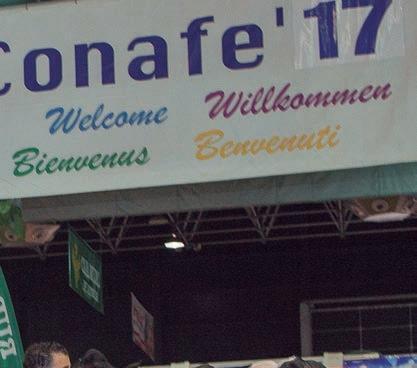 Conafe '17
Welcome Willkommen
Bienvenus Benvenuti